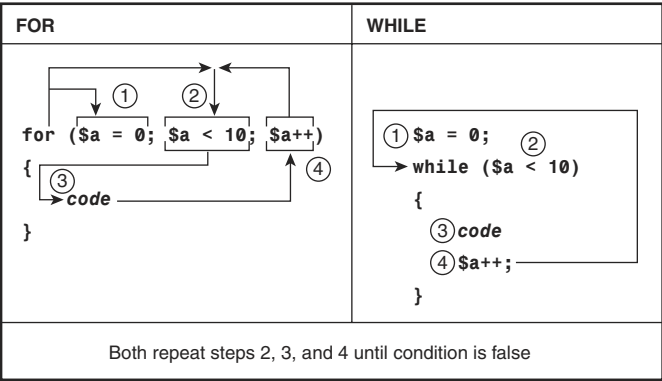 FOR
WHILE
① ②
for ($a = 0; $a < 10; $a++)
{
③ ④
code
}
① $a = 0;
②
while ($a < 10)
{
③ code
④ $a++;
}
Both repeat steps 2, 3, and 4 until condition is false